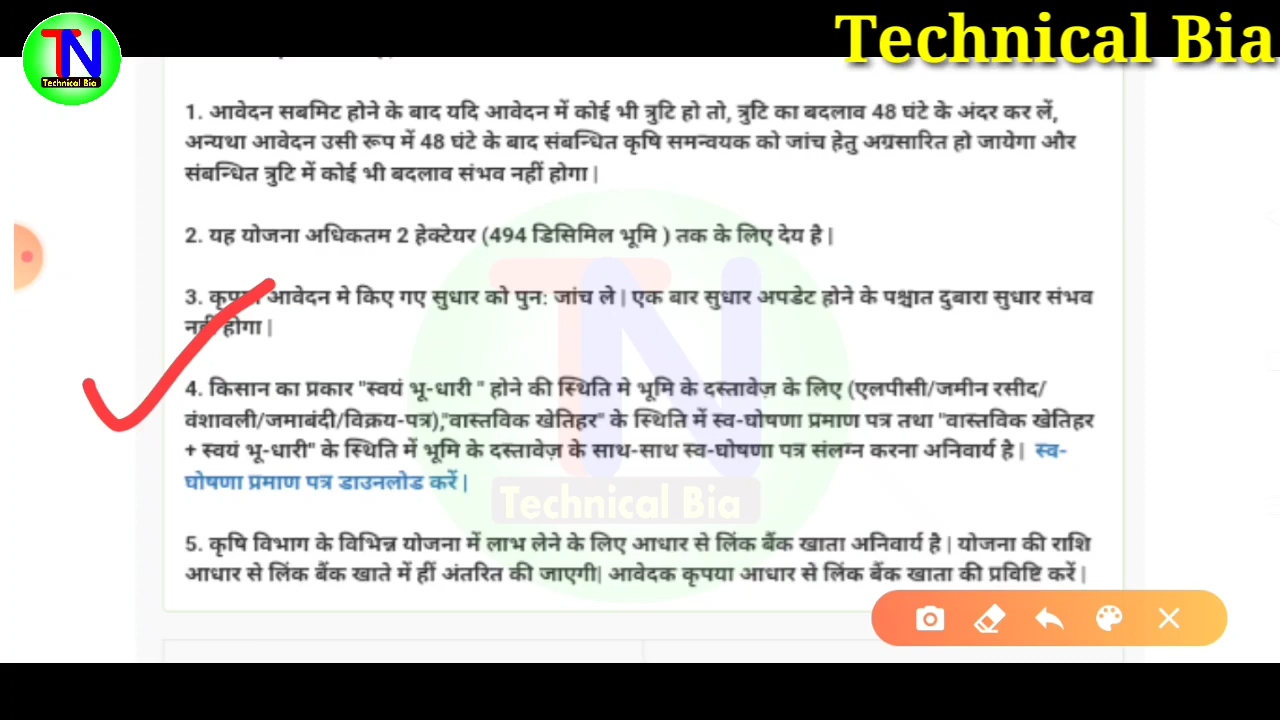 TN
Technical Bia
Technical Bia
1. आवेदन सबमिट होने के बाद यदि आवेदन में कोई भी त्रुटि हो तो, त्रुटि का बदलाव 48 घंटे के अंदर कर लें,
अन्यथा आवेदन उसी रूप में 48 घंटे के बाद संबन्धित कृषि समन्वयक को जांच हेतु अग्रसारित हो जायेगा और
संबन्धित त्रुटि में कोई भी बदलाव संभव नहीं होगा |
2. यह योजना अधिकतम 2 हेक्टेयर (494 डिसिमिल भूमि ) तक के लिए देय है |
3. कृपया आवेदन मे किए गए सुधार को पुन: जांच ले | एक बार सुधार अपडेट होने के पश्चात दुबारा सुधार संभव
नहीं होगा |
4. किसान का प्रकार "स्वयं भू-धारी " होने की स्थिति मे भूमि के दस्तावेज़ के लिए (एलपीसी/जमीन रसीद/
वंशावली/जमाबंदी/विक्रय-पत्र),"वास्तविक खेतिहर" के स्थिति में स्व-घोषणा प्रमाण पत्र तथा "वास्तविक खेतिहर
+ स्वयं भू-धारी" के स्थिति में भूमि के दस्तावेज़ के साथ-साथ स्व-घोषणा पत्र संलग्न करना अनिवार्य है | स्व-
घोषणा प्रमाण पत्र डाउनलोड करें |
TN
Technical Bia
5. कृषि विभाग के विभिन्न योजना में लाभ लेने के लिए आधार से लिंक बैंक खाता अनिवार्य है | योजना की राशि
आधार से लिंक बैंक खाते में हीं अंतरित की जाएगी| आवेदक कृपया आधार से लिंक बैंक खाता की प्रविष्टि करें |